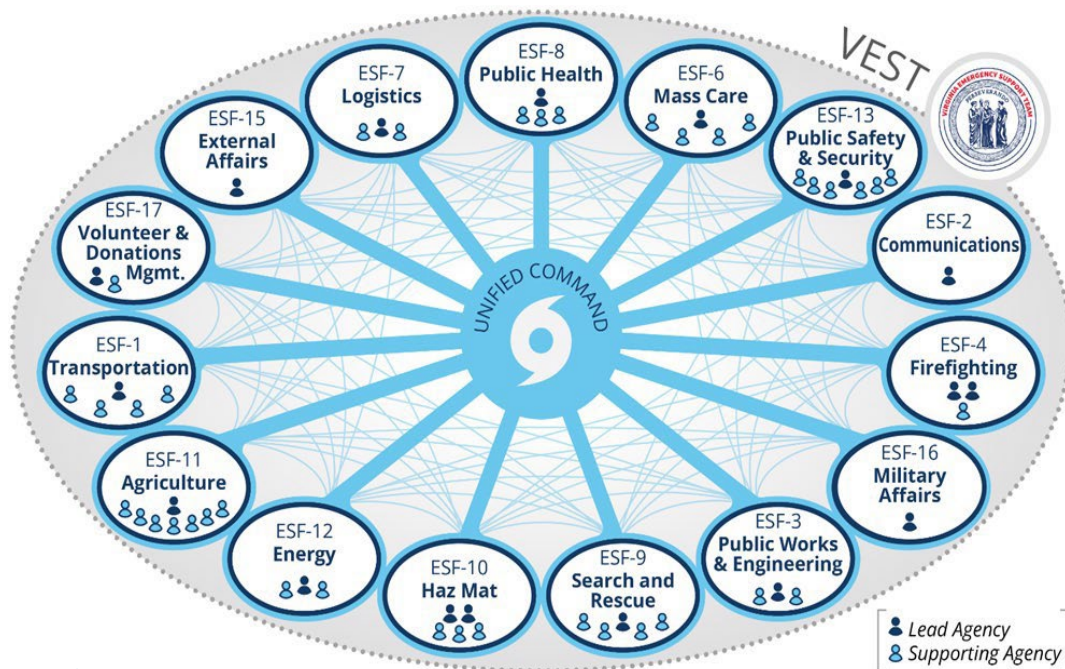 VEST
VIRGINIA EMERGENCY SUPPORT TEAM
ESF-8
Public Health
ESF-7
Logistics
ESF-6
Mass Care
ESF-15
External
Affairs
ESF-13
Public Safety
& Security
ESF-17
Volunteer &
Donations
Mgmt.
ESF-2
Communications
UNIFIED COMMAND
ESF-1
Transportation
ESF-4
Firefighting
ESF-11
Agriculture
ESF-16
Military
Affairs
ESF-12
Energy
ESF-3
Public Works
& Engineering
ESF-10
Haz Mat
ESF-9
Search and
Rescue
Lead Agency
Supporting Agency